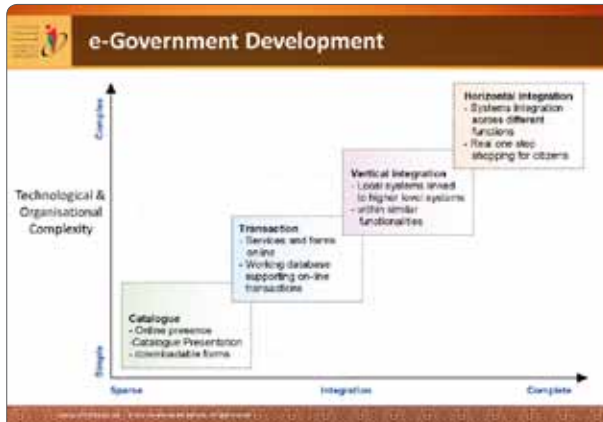 e-Government Development
Complex
Technological &
Organisational
Complexity
Simple
Horizontal Integration
- Systems integration
across different
functions
- Real one stop
shopping for citizens
Vertical Integration
- Local systems linked
to higher level systems
- within similar
functionalities
Transaction
- Services and forms
online
- Working database
supporting on-line
transactions
Catalogue
- Online presence
-Catalogue Presentation
- downloadable forms
Sparse
Integration
Complete